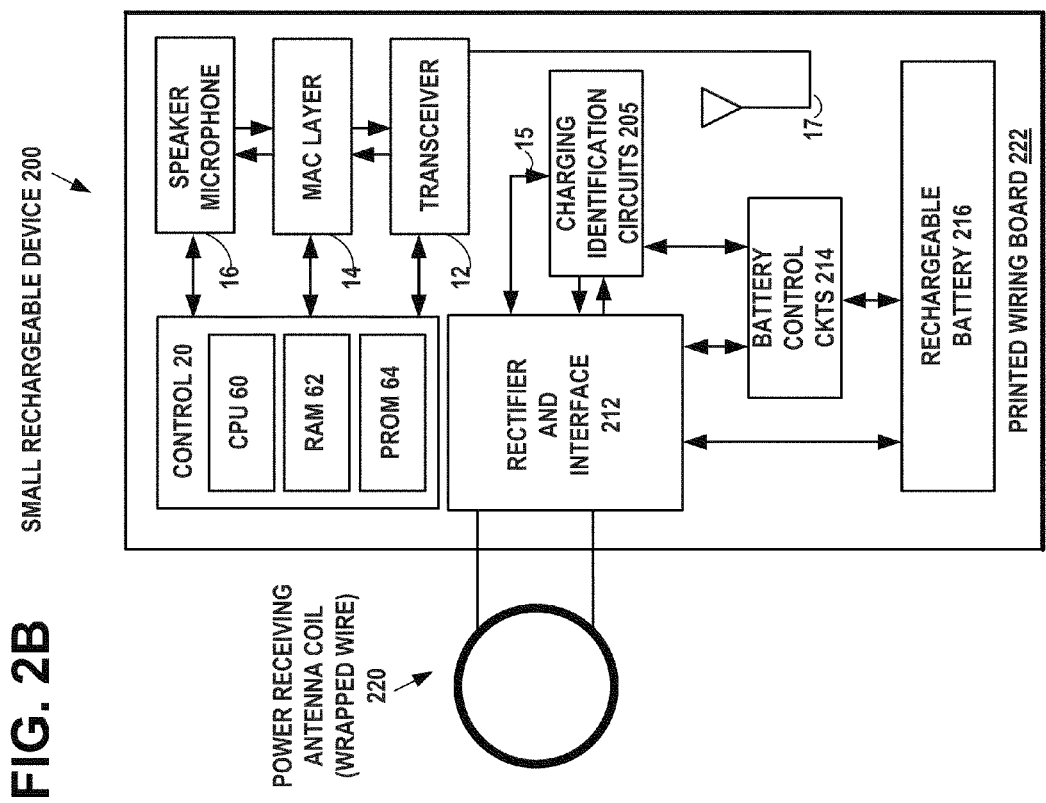 FIG. 2B
SMALL RECHARGEABLE DEVICE 200
POWER RECEIVING
ANTENNA COIL
(WRAPPED WIRE)
220
CONTROL 20
CPU 60
RAM 62
PROM 64
SPEAKER
MICROPHONE
16
MAC LAYER
14
TRANSCEIVER
12
RECTIFIER
AND
INTERFACE
212
15
CHARGING
IDENTIFICATION
CIRCUITS 205
17
BATTERY
CONTROL
CKTS 214
RECHARGEABLE
BATTERY 216
PRINTED WIRING BOARD 222